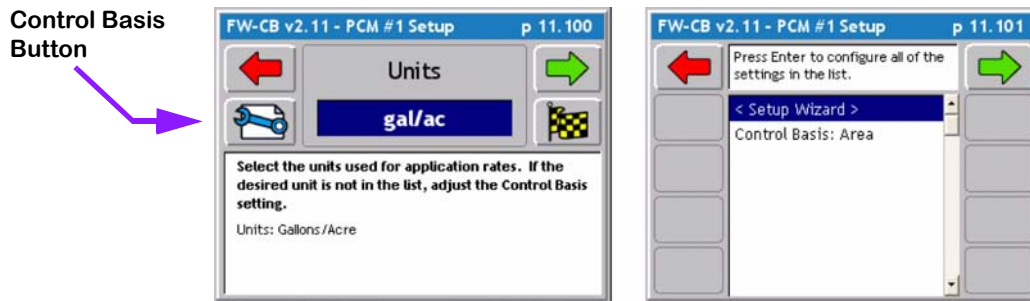 Control Basis
Button
FW-CB v2.11 - PCM #1 Setup p 11.100
Units
gal/ac
Select the units used for application rates. If the
desired unit is not in the list, adjust the Control Basis
setting.
Units: Gallons/Acre
FW-CB v2.11 - PCM #1 Setup p 11.101
Press Enter to configure all of the
settings in the list.
< Setup Wizard >
Control Basis: Area